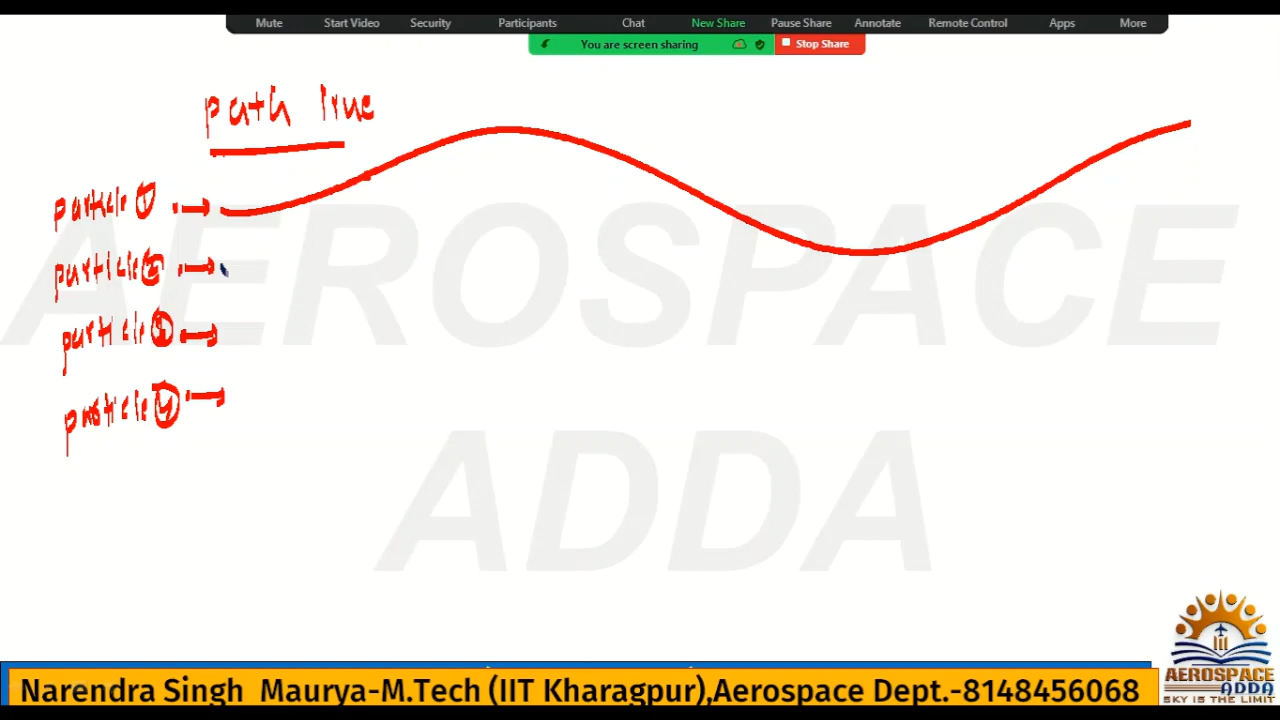 Mute Start Video Security Participants Chat New Share Pause Share Annotate Remote Control Apps More
You are screen sharing Stop Share
path line
particle ①
particle ②
particle ③
particle ④
AEROSPACE
ADDA
Narendra Singh Maurya-M.Tech (IIT Kharagpur),Aerospace Dept.-8148456068
AEROSPACE
ADDA
SKY IS THE LIMIT